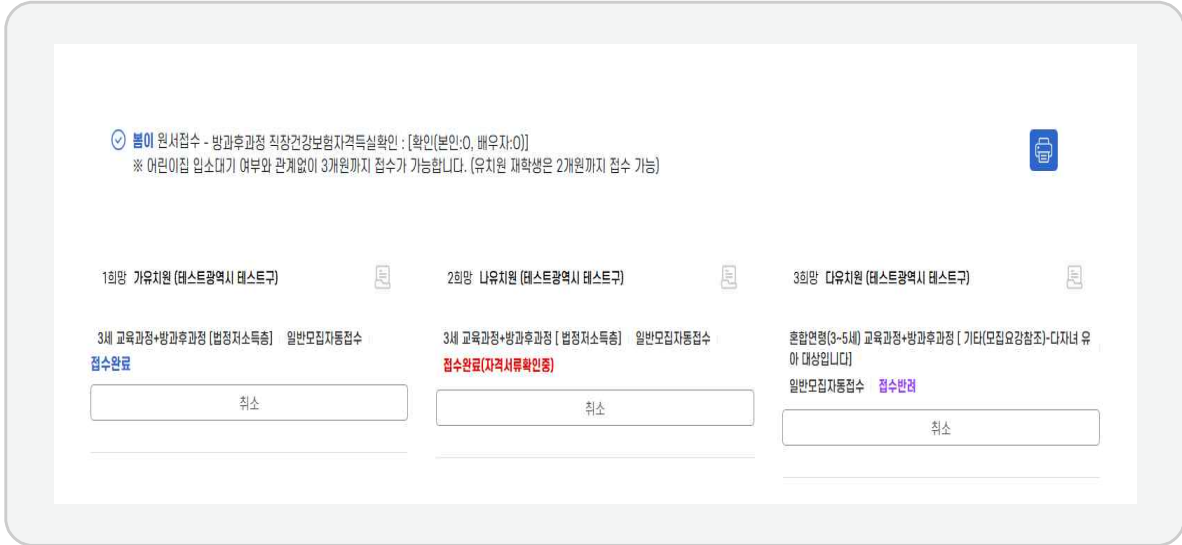 봄이 원서접수 - 방과후과정 직장건강보험자격득실확인 : [확인(본인:O, 배우자:O)]
※ 어린이집 입소대기 여부와 관계없이 3개원까지 접수가 가능합니다. (유치원 재학생은 2개원까지 접수 가능)
1희망 가유치원 (테스트광역시 테스트구)
3세 교육과정+방과후과정 [법정저소득층] 일반모집자동접수
접수완료
취소
2희망 나유치원 (테스트광역시 테스트구)
3세 교육과정+방과후과정 [ 법정저소득층] 일반모집자동접수
접수완료(자격서류확인중)
취소
3희망 다유치원 (테스트광역시 테스트구)
혼합연령(3~5세) 교육과정+방과후과정 [ 기타(모집요강참조)-다자녀 유
아 대상입니다]
일반모집자동접수 접수반려
취소